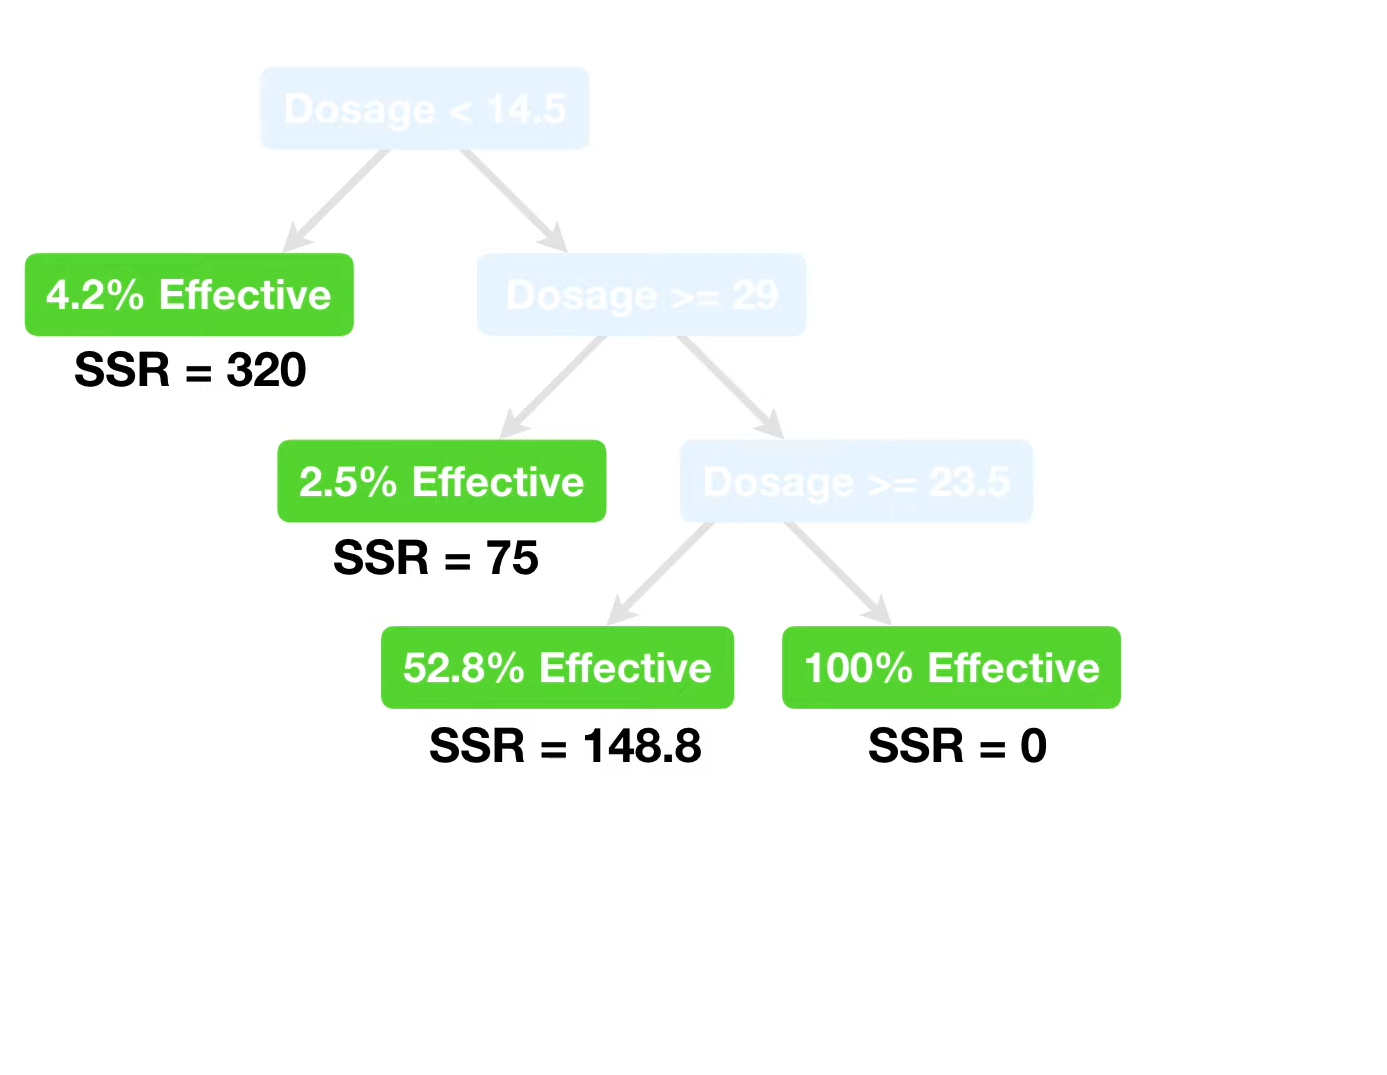 Dosage < 14.5
4.2% Effective
Dosage >= 29
SSR = 320
2.5% Effective
Dosage >= 23.5
SSR = 75
52.8% Effective
100% Effective
SSR = 148.8
SSR = 0